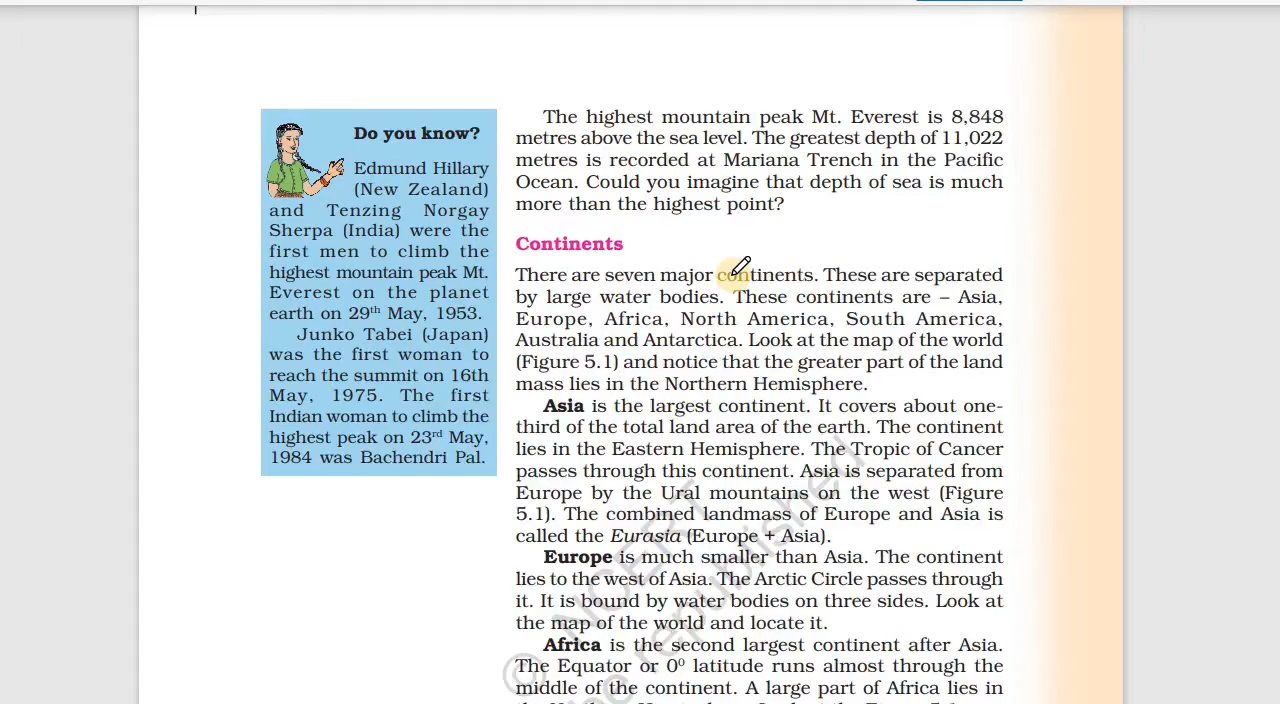 Do you know?
Edmund Hillary
(New Zealand)
and Tenzing Norgay
Sherpa (India) were the
first men to climb the
highest mountain peak Mt.
Everest on the planet
earth on 29th May, 1953.
Junko Tabei (Japan)
was the first woman to
reach the summit on 16th
May, 1975. The first
Indian woman to climb the
highest peak on 23rd May,
1984 was Bachendri Pal.
The highest mountain peak Mt. Everest is 8,848
metres above the sea level. The greatest depth of 11,022
metres is recorded at Mariana Trench in the Pacific
Ocean. Could you imagine that depth of sea is much
more than the highest point?
Continents
There are seven major continents. These are separated
by large water bodies. These continents are – Asia,
Europe, Africa, North America, South America,
Australia and Antarctica. Look at the map of the world
(Figure 5.1) and notice that the greater part of the land
mass lies in the Northern Hemisphere.
Asia is the largest continent. It covers about one-
third of the total land area of the earth. The continent
lies in the Eastern Hemisphere. The Tropic of Cancer
passes through this continent. Asia is separated from
Europe by the Ural mountains on the west (Figure
5.1). The combined landmass of Europe and Asia is
called the Eurasia (Europe + Asia).
Europe is much smaller than Asia. The continent
lies to the west of Asia. The Arctic Circle passes through
it. It is bound by water bodies on three sides. Look at
the map of the world and locate it.
Africa is the second largest continent after Asia.
The Equator or 0⁰ latitude runs almost through the
middle of the continent. A large part of Africa lies in
© NCERT
be republished